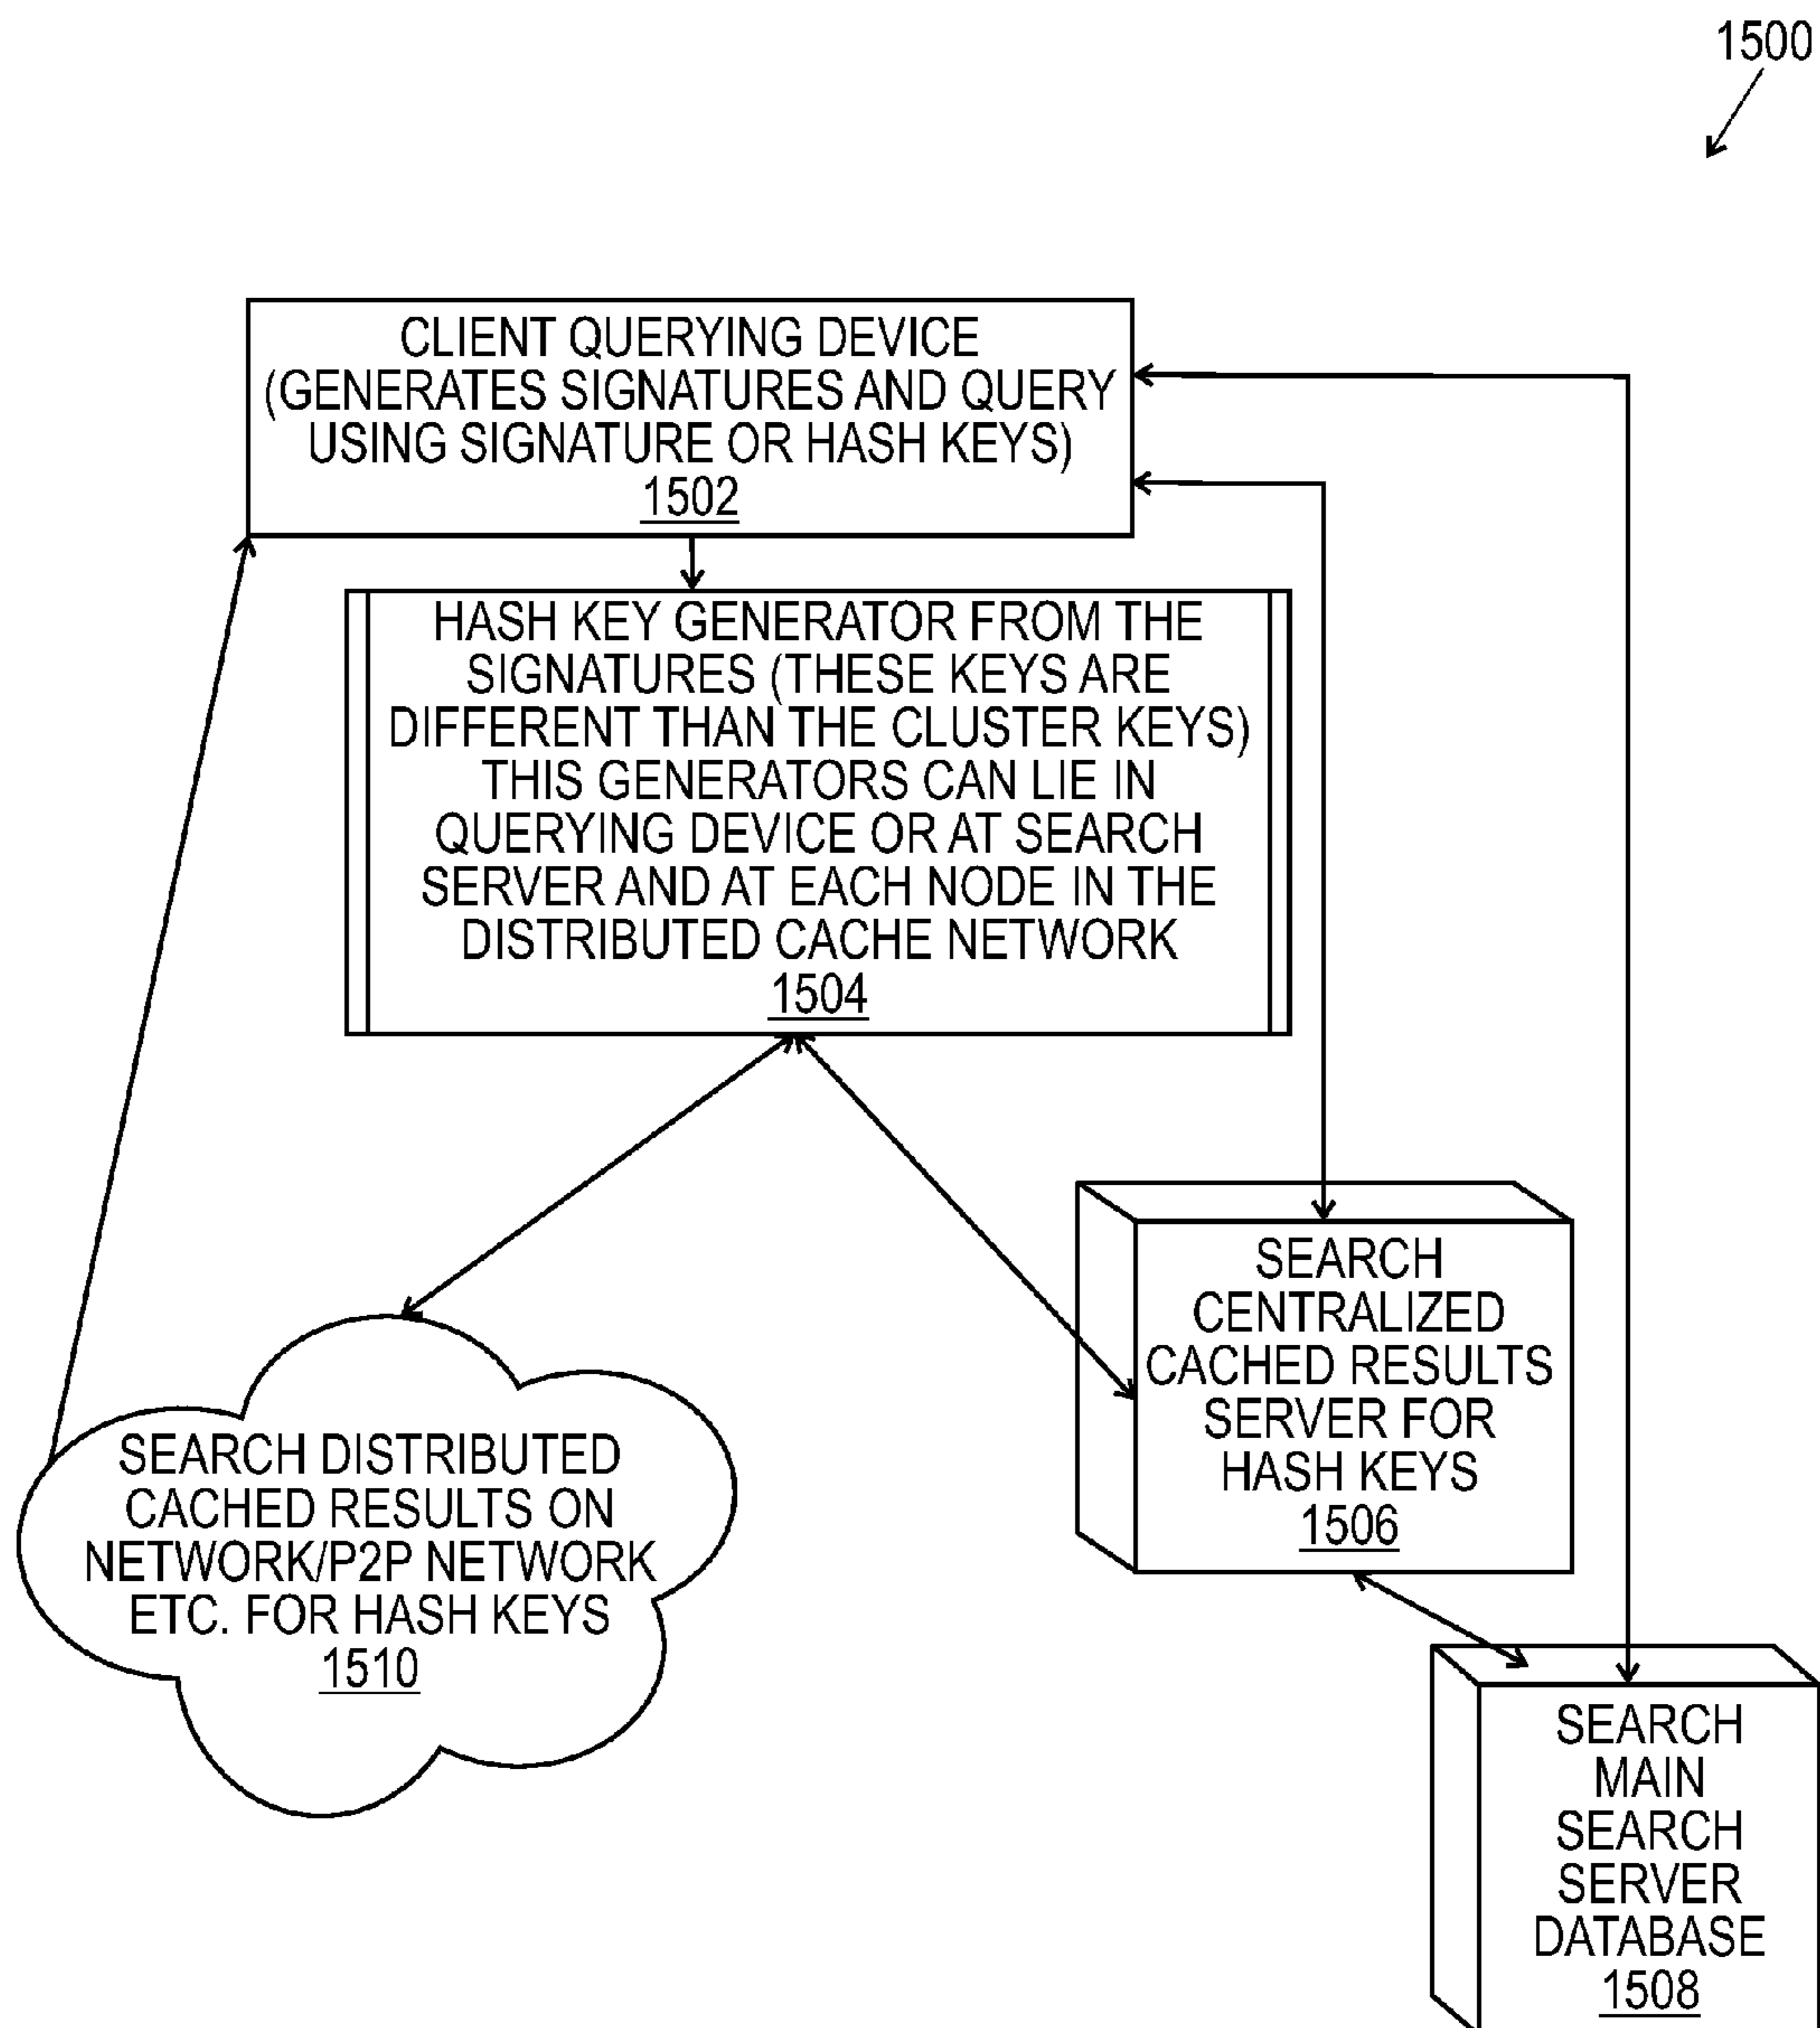 1500
CLIENT QUERYING DEVICE
(GENERATES SIGNATURES AND QUERY
USING SIGNATURE OR HASH KEYS)
1502
HASH KEY GENERATOR FROM THE
SIGNATURES (THESE KEYS ARE
DIFFERENT THAN THE CLUSTER KEYS)
THIS GENERATORS CAN LIE IN
QUERYING DEVICE OR AT SEARCH
SERVER AND AT EACH NODE IN THE
DISTRIBUTED CACHE NETWORK
1504
SEARCH
CENTRALIZED
CACHED RESULTS
SERVER FOR
HASH KEYS
1506
SEARCH DISTRIBUTED
CACHED RESULTS ON
NETWORK/P2P NETWORK
ETC. FOR HASH KEYS
1510
SEARCH
MAIN
SEARCH
SERVER
DATABASE
1508